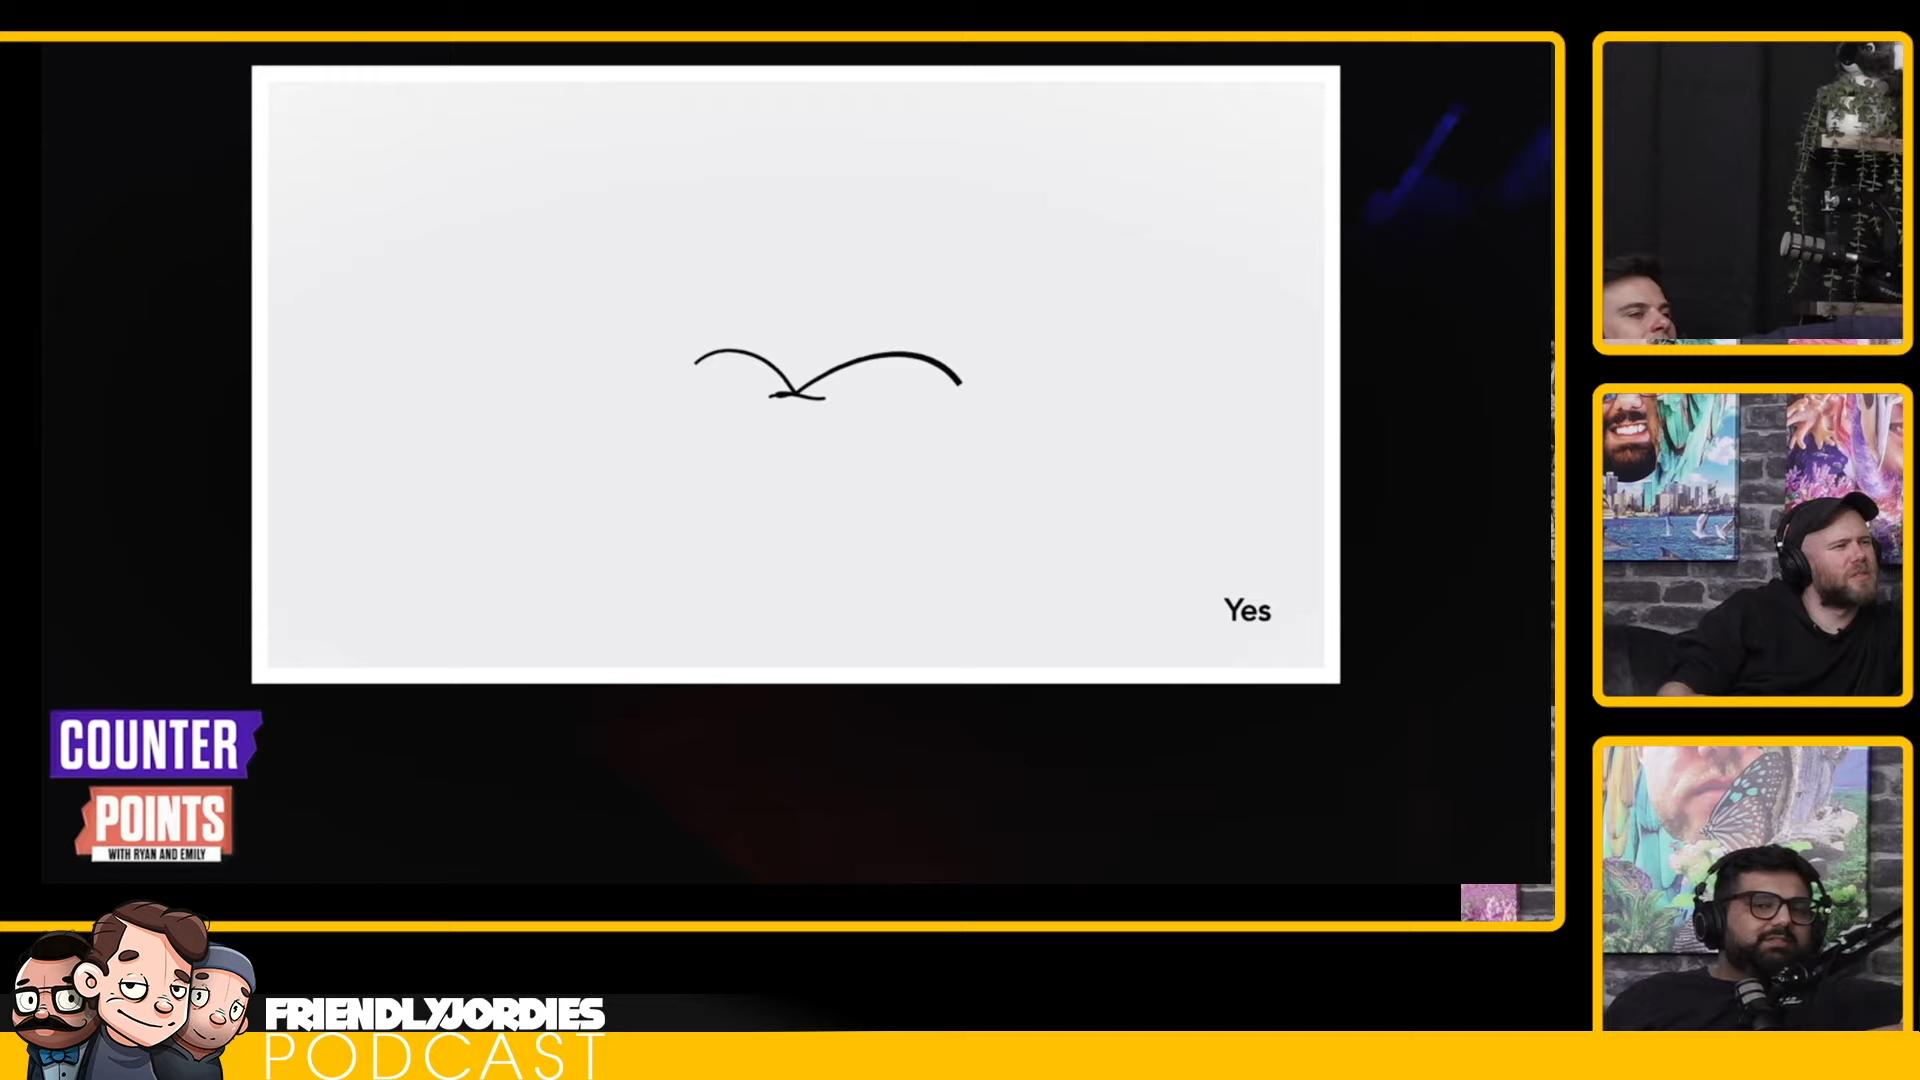 Yes
COUNTER
POINTS
WITH RYAN AND EMILY
FRIENDLYJORDIES
PODCAST